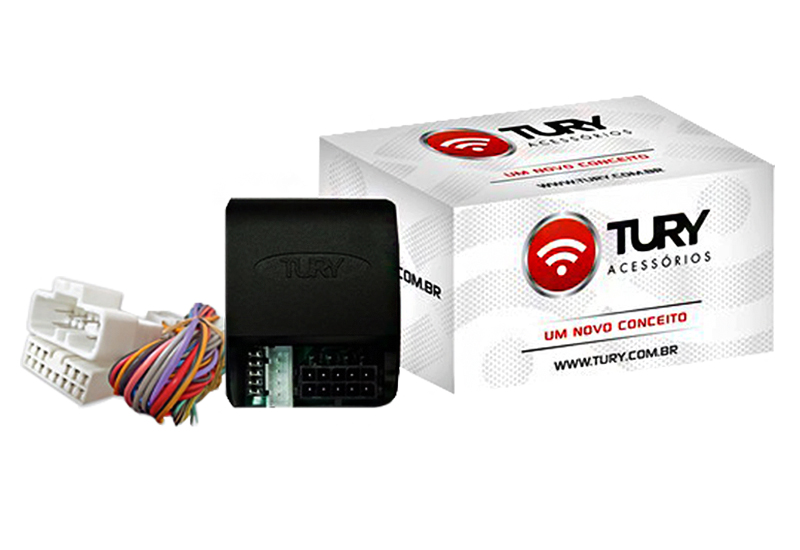 TURY
ACESSÓRIOS
UM NOVO CONCEITO
WWW.TURY.COM.BR
TURY
COM.BR
TURY
ACESSÓRIOS
UM NOVO CONCEITO
WWW.TURY.COM.BR